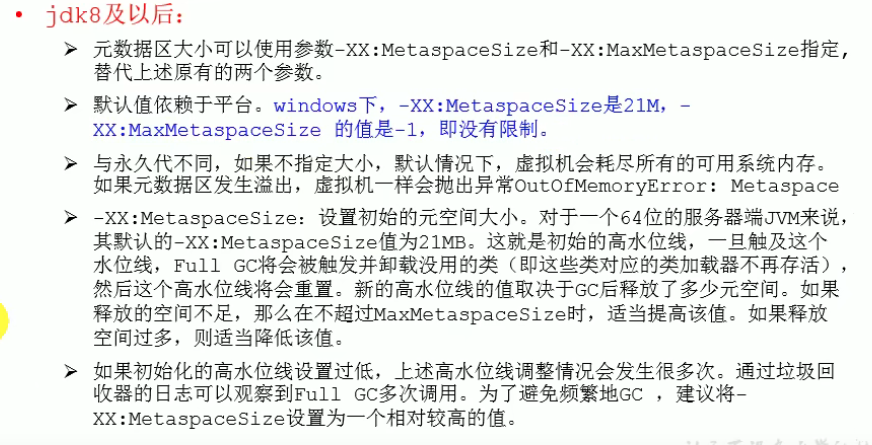 • jdk8及以后：
➢ 元数据区大小可以使用参数-XX:MetaspaceSize和-XX:MaxMetaspaceSize指定,
替代上述原有的两个参数。
➢ 默认值依赖于平台。windows下，-XX:MetaspaceSize是21M，-
XX:MaxMetaspaceSize 的值是-1，即没有限制。
➢ 与永久代不同，如果不指定大小，默认情况下，虚拟机会耗尽所有的可用系统内存。
如果元数据区发生溢出，虚拟机一样会抛出异常OutOfMemoryError: Metaspace
➢ -XX:MetaspaceSize：设置初始的元空间大小。对于一个64位的服务器端JVM来说，
其默认的-XX:MetaspaceSize值为21MB。这就是初始的高水位线，一旦触及这个
水位线，Full GC将会被触发并卸载没用的类（即这些类对应的类加载器不再存活），
然后这个高水位线将会重置。新的高水位线的值取决于GC后释放了多少元空间。如果
释放的空间不足，那么在不超过MaxMetaspaceSize时，适当提高该值。如果释放
空间过多，则适当降低该值。
➢ 如果初始化的高水位线设置过低，上述高水位线调整情况会发生很多次。通过垃圾回
收器的日志可以观察到Full GC多次调用。为了避免频繁地GC ，建议将-
XX:MetaspaceSize设置为一个相对较高的值。